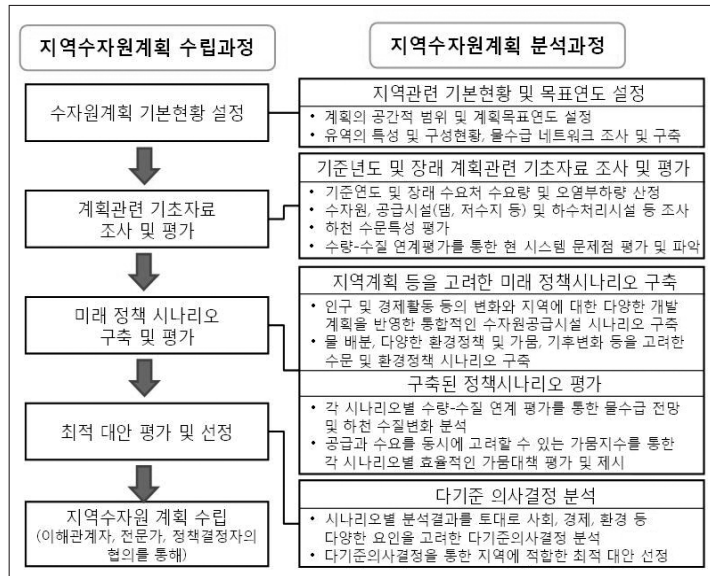 지역수자원계획 수립과정
수자원계획 기본현황 설정
계획관련 기초자료
조사 및 평가
미래 정책 시나리오
구축 및 평가
최적 대안 평가 및 선정
지역수자원 계획 수립
(이해관계자, 전문가, 정책결정자의
협의를 통해)
지역수자원계획 분석과정
지역관련 기본현황 및 목표연도 설정
• 계획의 공간적 범위 및 계획목표연도 설정
• 유역의 특성 및 구성현황, 물수급 네트워크 조사 및 구축
기준년도 및 장래 계획관련 기초자료 조사 및 평가
• 기준연도 및 장래 수요처 수요량 및 오염부하량 산정
• 수자원, 공급시설(댐, 저수지 등) 및 하수처리시설 등 조사
• 하천 수문특성 평가
• 수량-수질 연계평가를 통한 현 시스템 문제점 평가 및 파악
지역계획 등을 고려한 미래 정책시나리오 구축
• 인구 및 경제활동 등의 변화와 지역에 대한 다양한 개발
계획을 반영한 통합적인 수자원공급시설 시나리오 구축
• 물 배분, 다양한 환경정책 및 가뭄, 기후변화 등을 고려한
수문 및 환경정책 시나리오 구축
구축된 정책시나리오 평가
• 각 시나리오별 수량-수질 연계 평가를 통한 물수급 전망
및 하천 수질변화 분석
• 공급과 수요를 동시에 고려할 수 있는 가뭄지수를 통한
각 시나리오별 효율적인 가뭄대책 평가 및 제시
다기준 의사결정 분석
• 시나리오별 분석결과를 토대로 사회, 경제, 환경 등
다양한 요인을 고려한 다기준의사결정 분석
• 다기준의사결정을 통한 지역에 적합한 최적 대안 선정